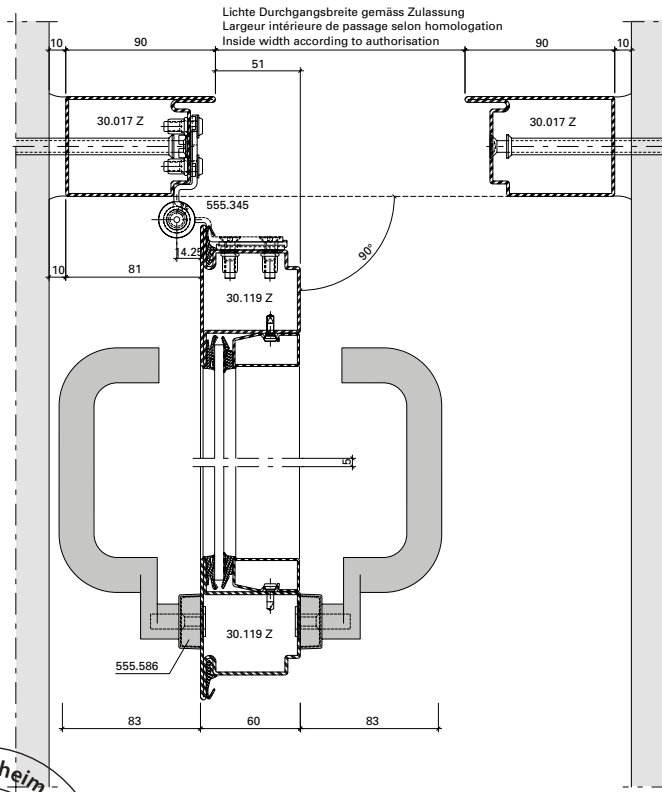 Lichte Durchgangsbreite gemäss Zulassung
Largeur intérieure de passage selon homologation
Inside width according to authorisation
10
90
90
10
51
30.017 Z
30.017 Z
555.345
14.25
90°
10
81
30.119 Z
5
30.119 Z
555.586
83
60
83
heim